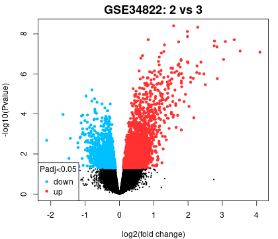 GSE34822: 2 vs 3
-log10(Pvalue)
8
6
4
2
0
Padj<0.05
down
up
-2
-1
0
1
2
3
4
log2(fold change)